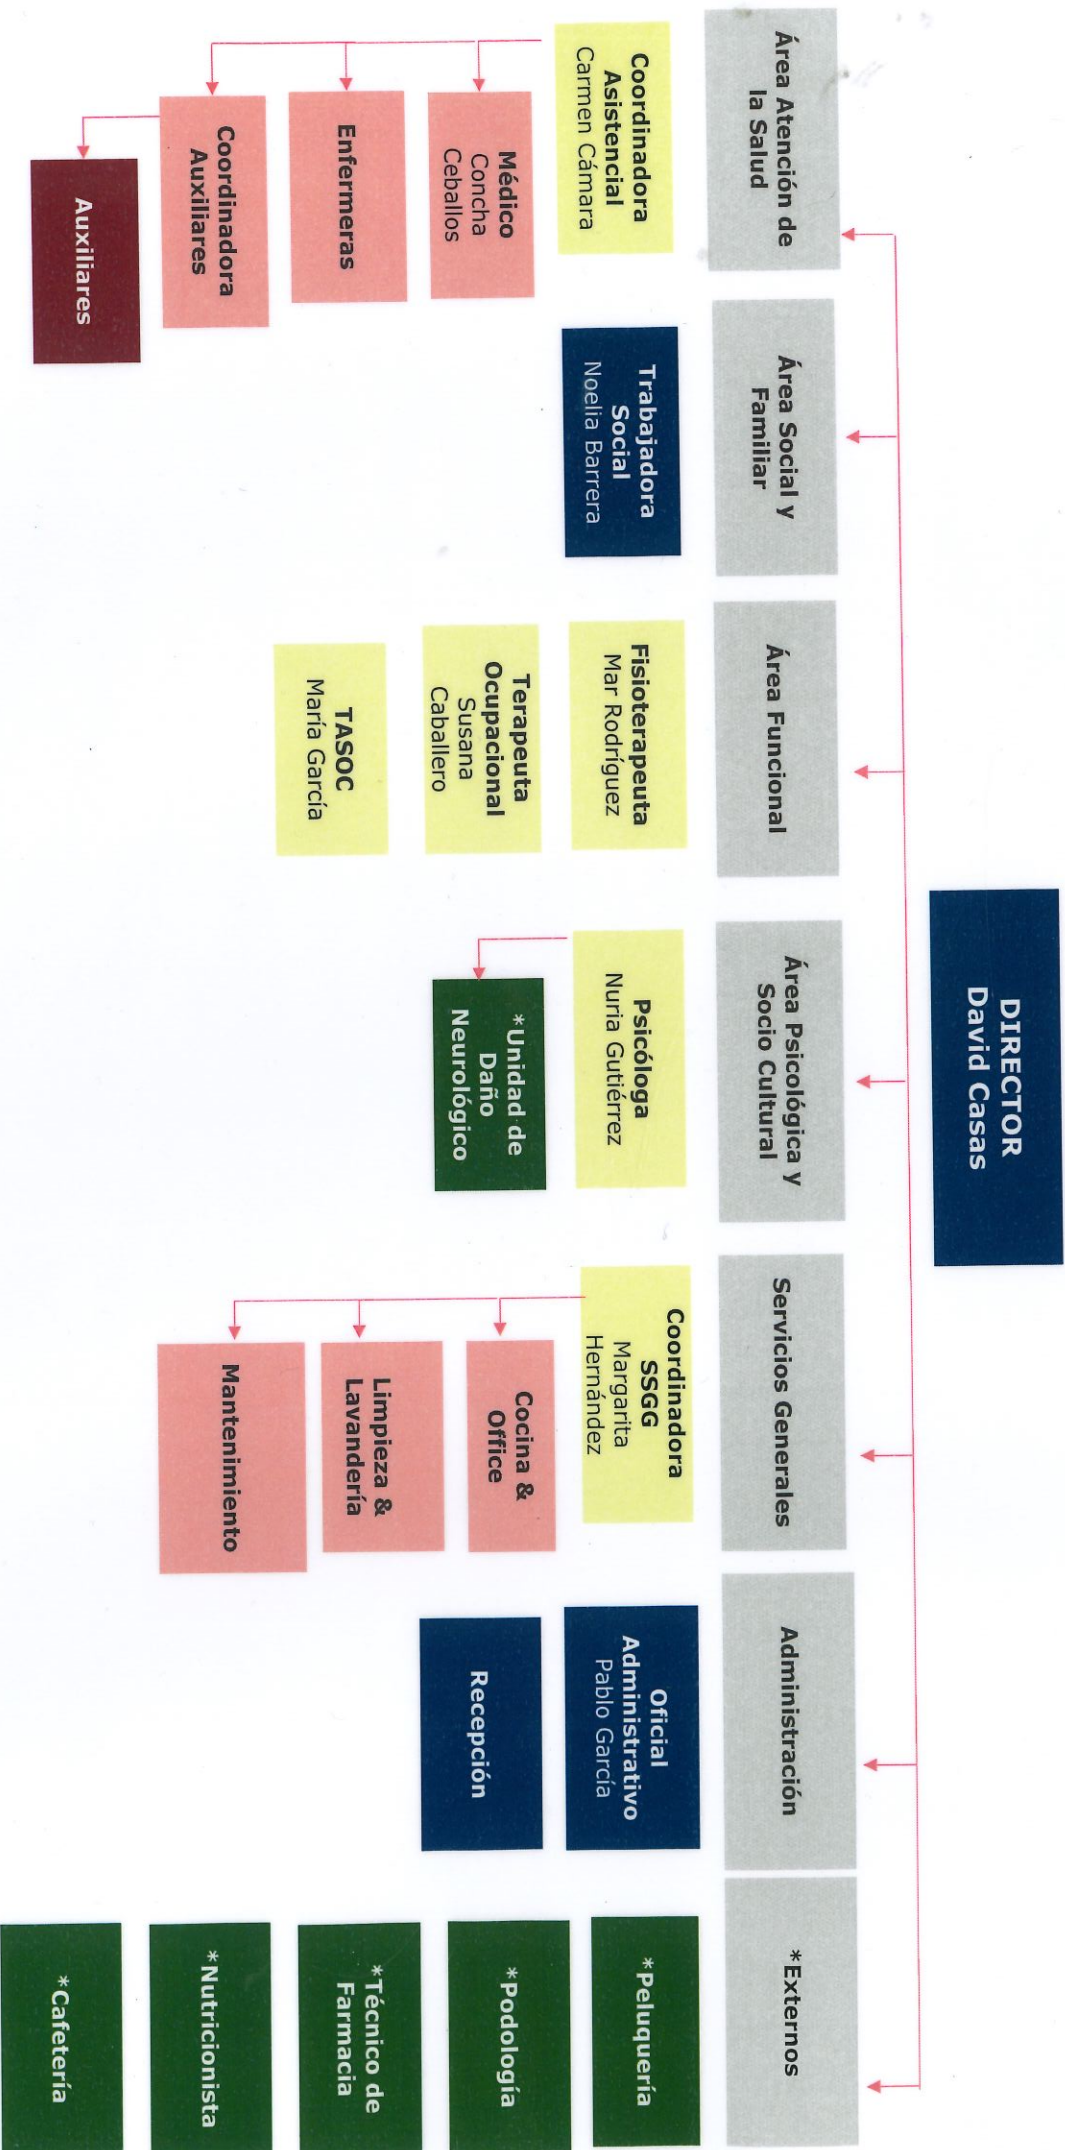 DIRECTOR
David Casas
Área Atención de
la Salud
Coordinadora
Asistencial
Carmen Cámara
Médico
Concha
Ceballos
Enfermeras
Coordinadora
Auxiliares
Auxiliares
Área Social y
Familiar
Trabajadora
Social
Noelia Barrera
Área Funcional
Fisioterapeuta
Mar Rodríguez
Terapeuta
Ocupacional
Susana
Caballero
TASOC
María García
Área Psicológica y
Socio Cultural
Psicóloga
Nuria Gutiérrez
*Unidad de
Daño
Neurológico
Servicios Generales
Coordinadora
SSGG
Margarita
Hernández
Cocina &
Office
Limpieza &
Lavandería
Mantenimiento
Administración
Oficial
Administrativo
Pablo García
Recepción
*Externos
*Peluquería
*Podología
*Técnico de
Farmacia
*Nutricionista
*Cafetería